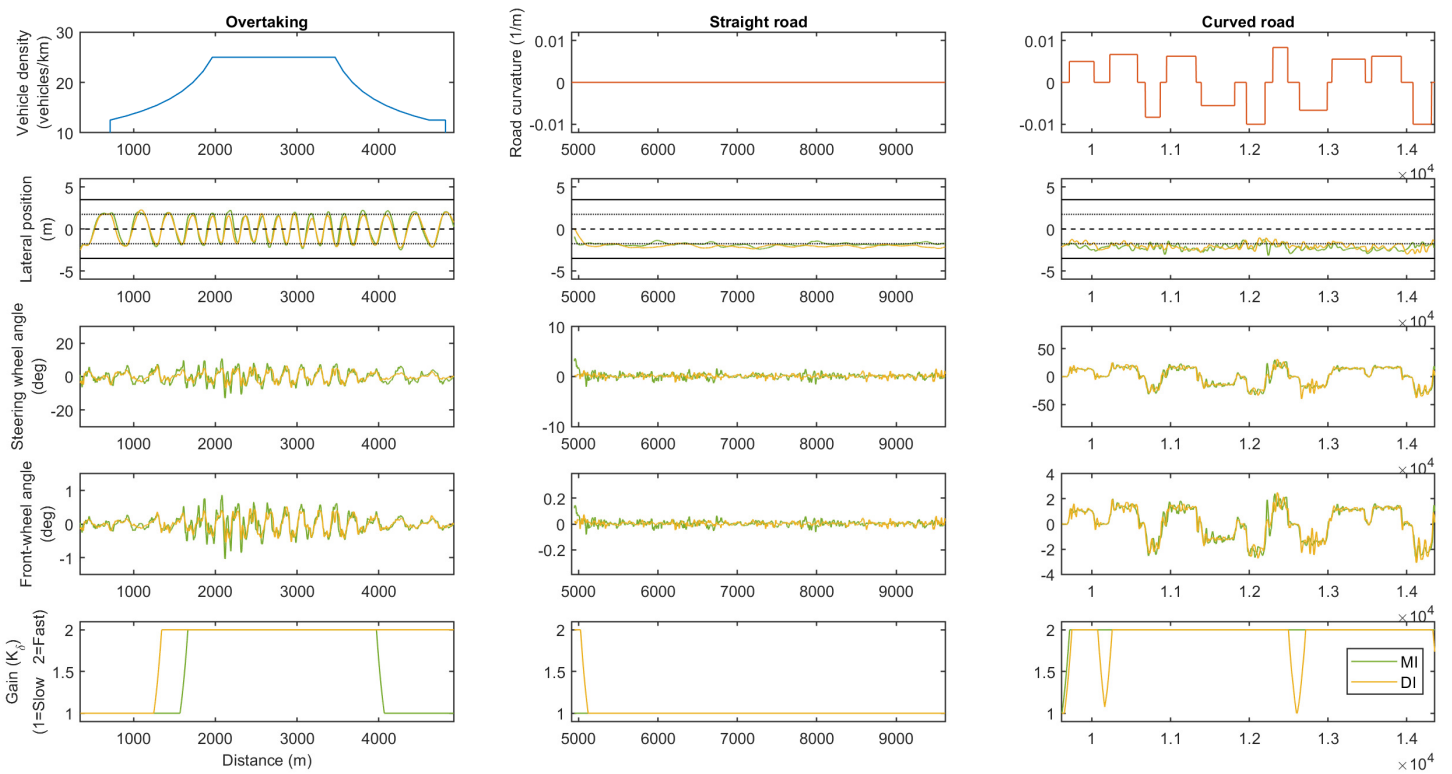 Overtaking
Vehicle density
(vehicles/km)
30
20
10
1000 2000 3000 4000
Straight road
Road curvature (1/m)
0.01
0
-0.01
5000 6000 7000 8000 9000
Curved road
0.01
0
-0.01
1 1.1 1.2 1.3 1.4
×10⁴
Lateral position
(m)
5
0
-5
1000 2000 3000 4000
5
0
-5
5000 6000 7000 8000 9000
5
0
-5
1 1.1 1.2 1.3 1.4
×10⁴
Steering wheel angle
(deg)
20
0
-20
1000 2000 3000 4000
10
0
-10
5000 6000 7000 8000 9000
50
0
-50
1 1.1 1.2 1.3 1.4
×10⁴
Front-wheel angle
(deg)
1
0
-1
1000 2000 3000 4000
0.2
0
-0.2
5000 6000 7000 8000 9000
4
2
0
-2
-4
1 1.1 1.2 1.3 1.4
×10⁴
Gain (K_δ)
(1=Slow 2=Fast)
2
1.5
1
1000 2000 3000 4000
Distance (m)
2
1.5
1
5000 6000 7000 8000 9000
2
1.5
1
MI
DI
1 1.1 1.2 1.3 1.4
×10⁴